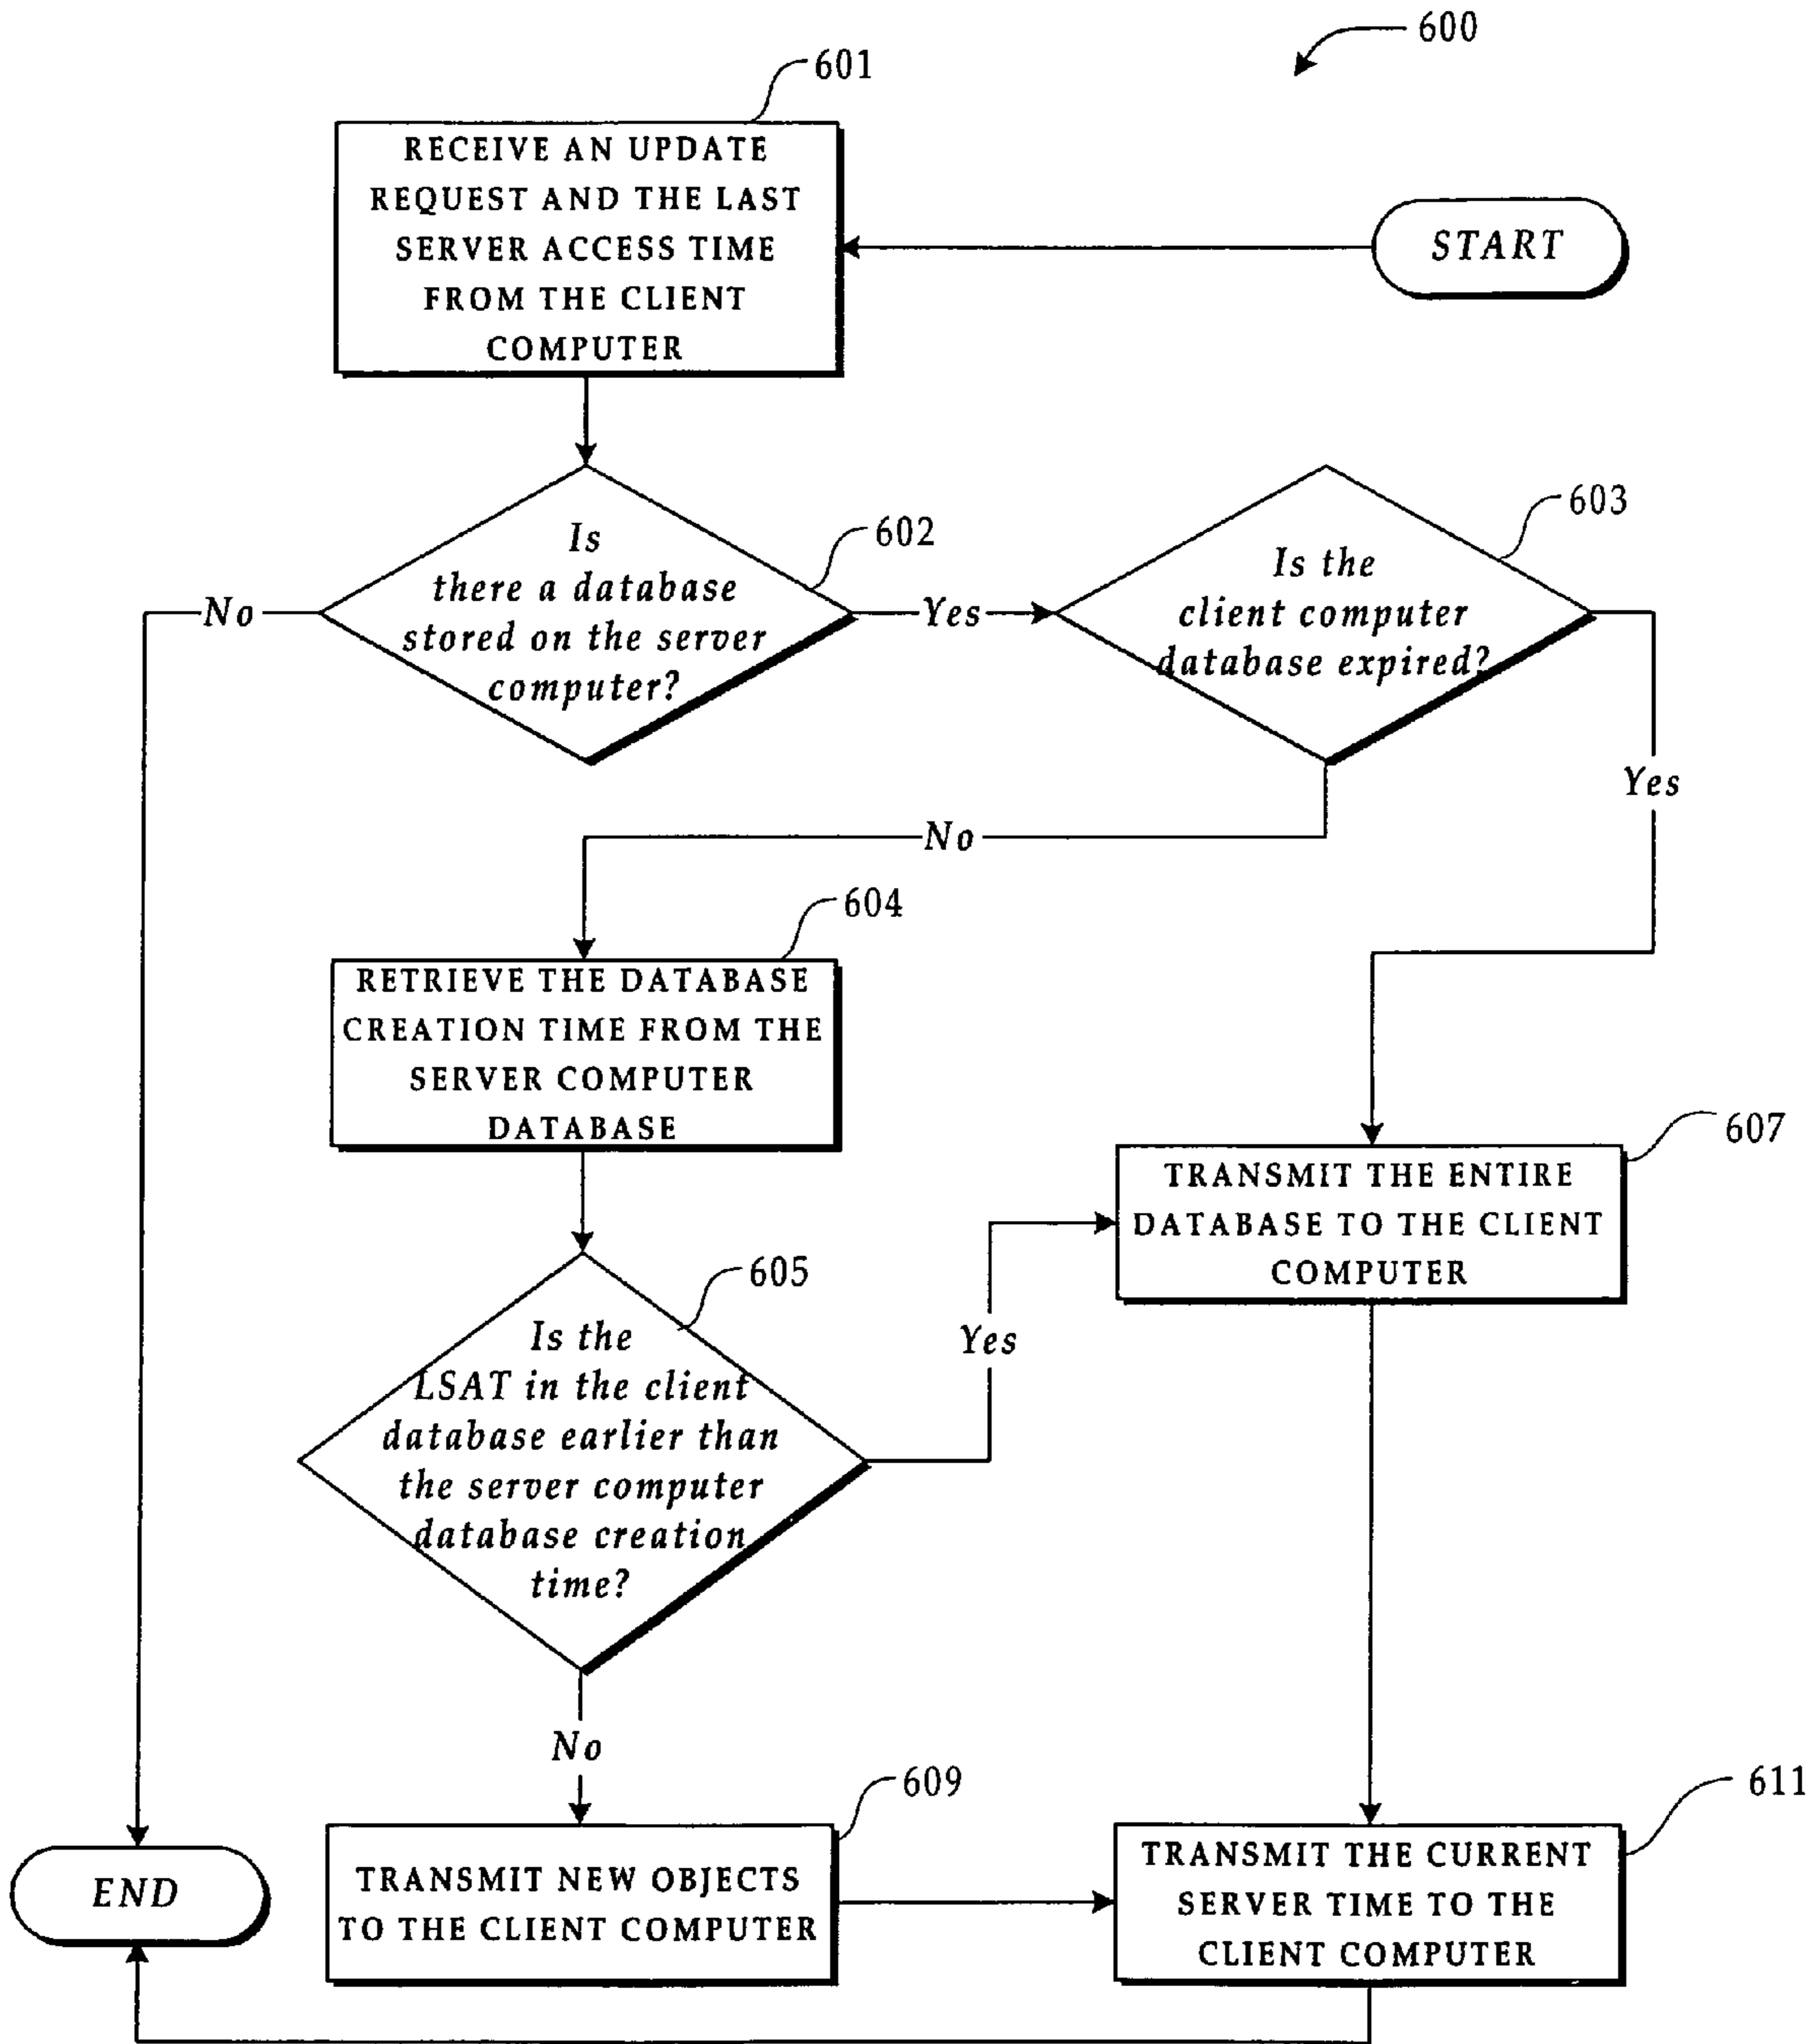 600
601
RECEIVE AN UPDATE
REQUEST AND THE LAST
SERVER ACCESS TIME
FROM THE CLIENT
COMPUTER
START
602
Is
there a database
stored on the server
computer?
No
Yes
603
Is the
client computer
database expired?
Yes
No
604
RETRIEVE THE DATABASE
CREATION TIME FROM THE
SERVER COMPUTER
DATABASE
607
TRANSMIT THE ENTIRE
DATABASE TO THE CLIENT
COMPUTER
605
Is the
LSAT in the client
database earlier than
the server computer
database creation
time?
Yes
No
609
TRANSMIT NEW OBJECTS
TO THE CLIENT COMPUTER
611
TRANSMIT THE CURRENT
SERVER TIME TO THE
CLIENT COMPUTER
END